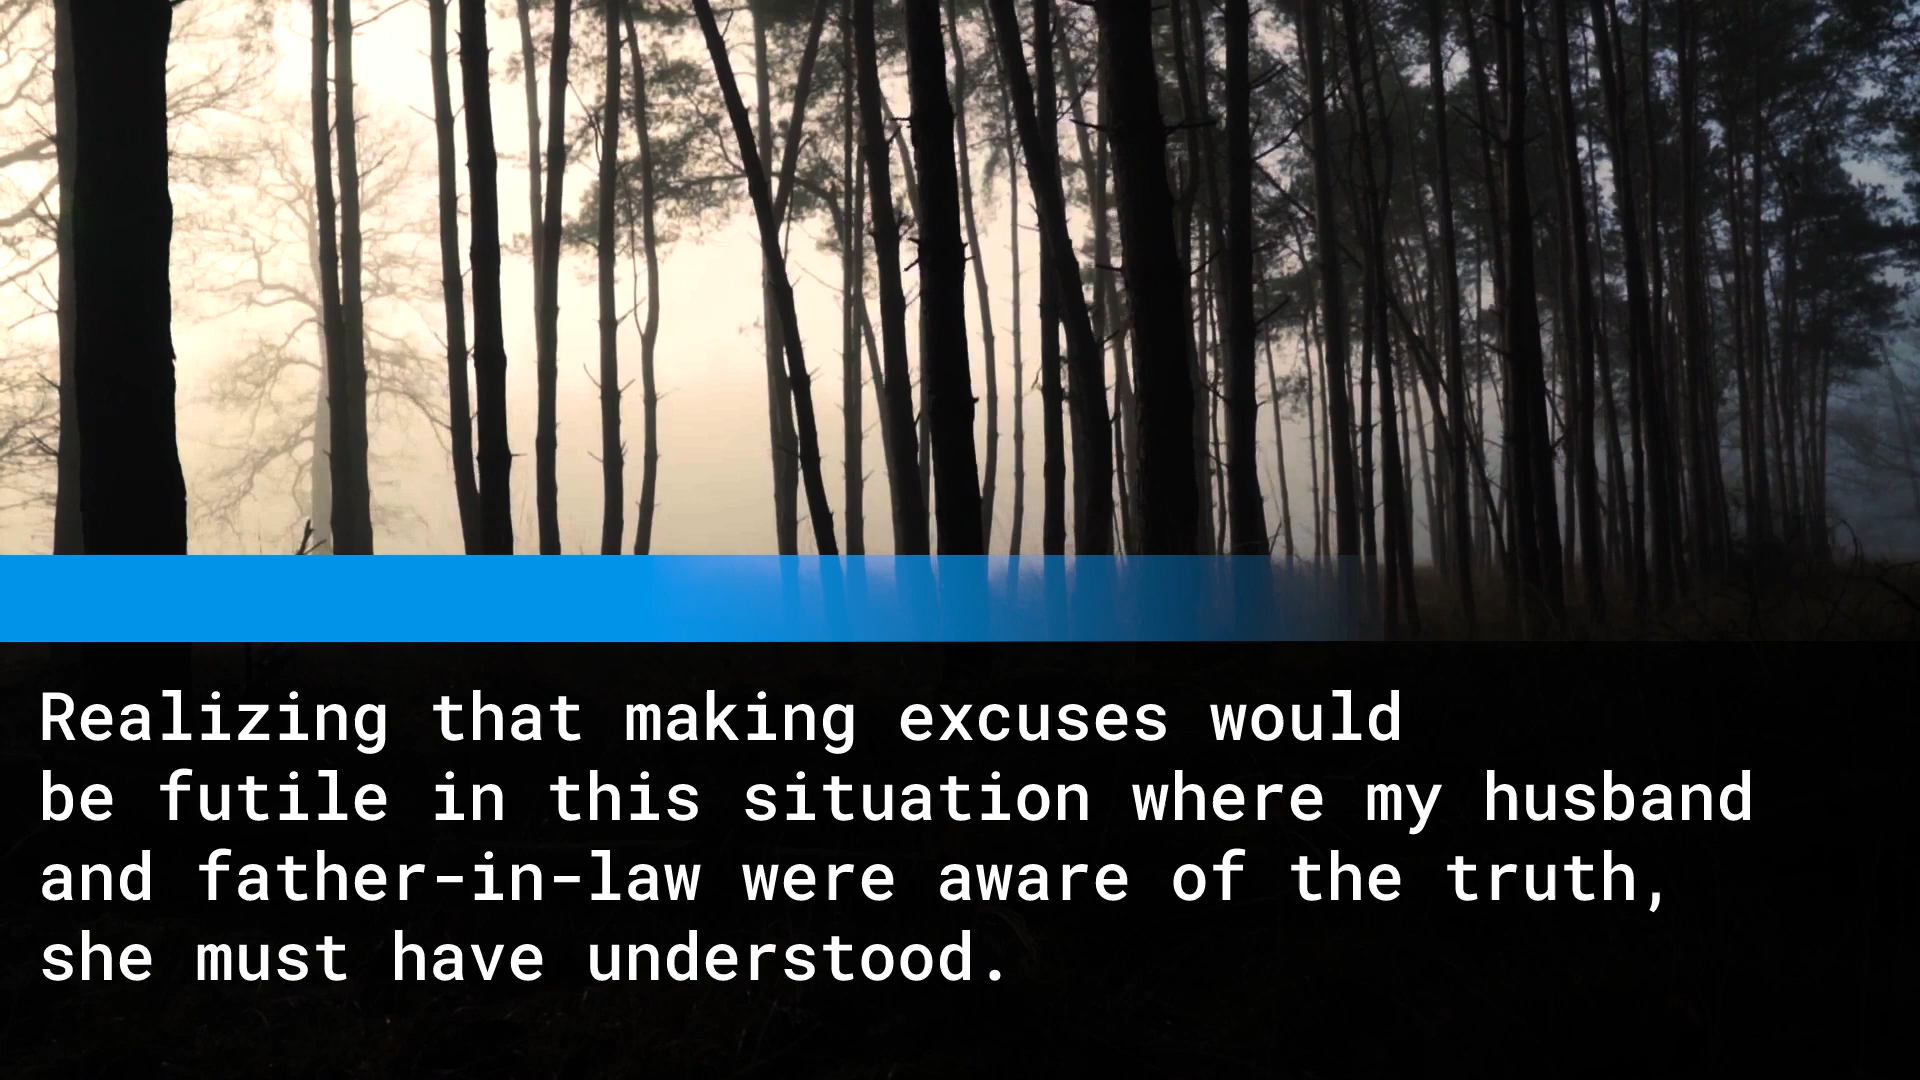 Realizing that making excuses would
be futile in this situation where my husband
and father-in-law were aware of the truth,
she must have understood.